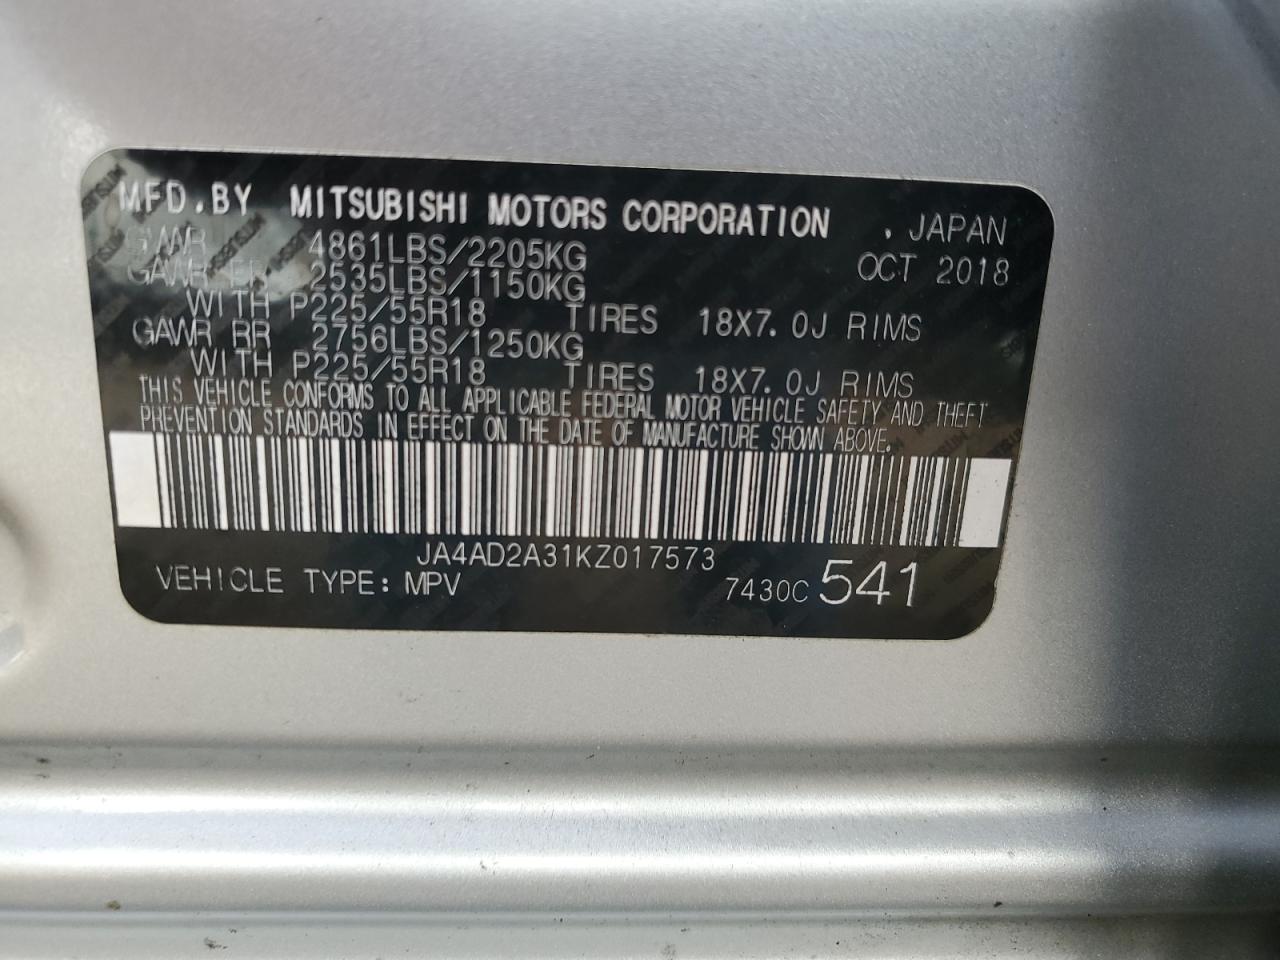 MFD.BY MITSUBISHI MOTORS CORPORATION , JAPAN
GVWR 4861LBS/2205KG OCT 2018
GAWR FR 2535LBS/1150KG
WITH P225/55R18 TIRES 18X7.0J RIMS
GAWR RR 2756LBS/1250KG
WITH P225/55R18 TIRES 18X7.0J RIMS
THIS VEHICLE CONFORMS TO ALL APPLICABLE FEDERAL MOTOR VEHICLE SAFETY AND THEFT
PREVENTION STANDARDS IN EFFECT ON THE DATE OF MANUFACTURE SHOWN ABOVE.
JA4AD2A31KZ017573
VEHICLE TYPE: MPV 7430C 541